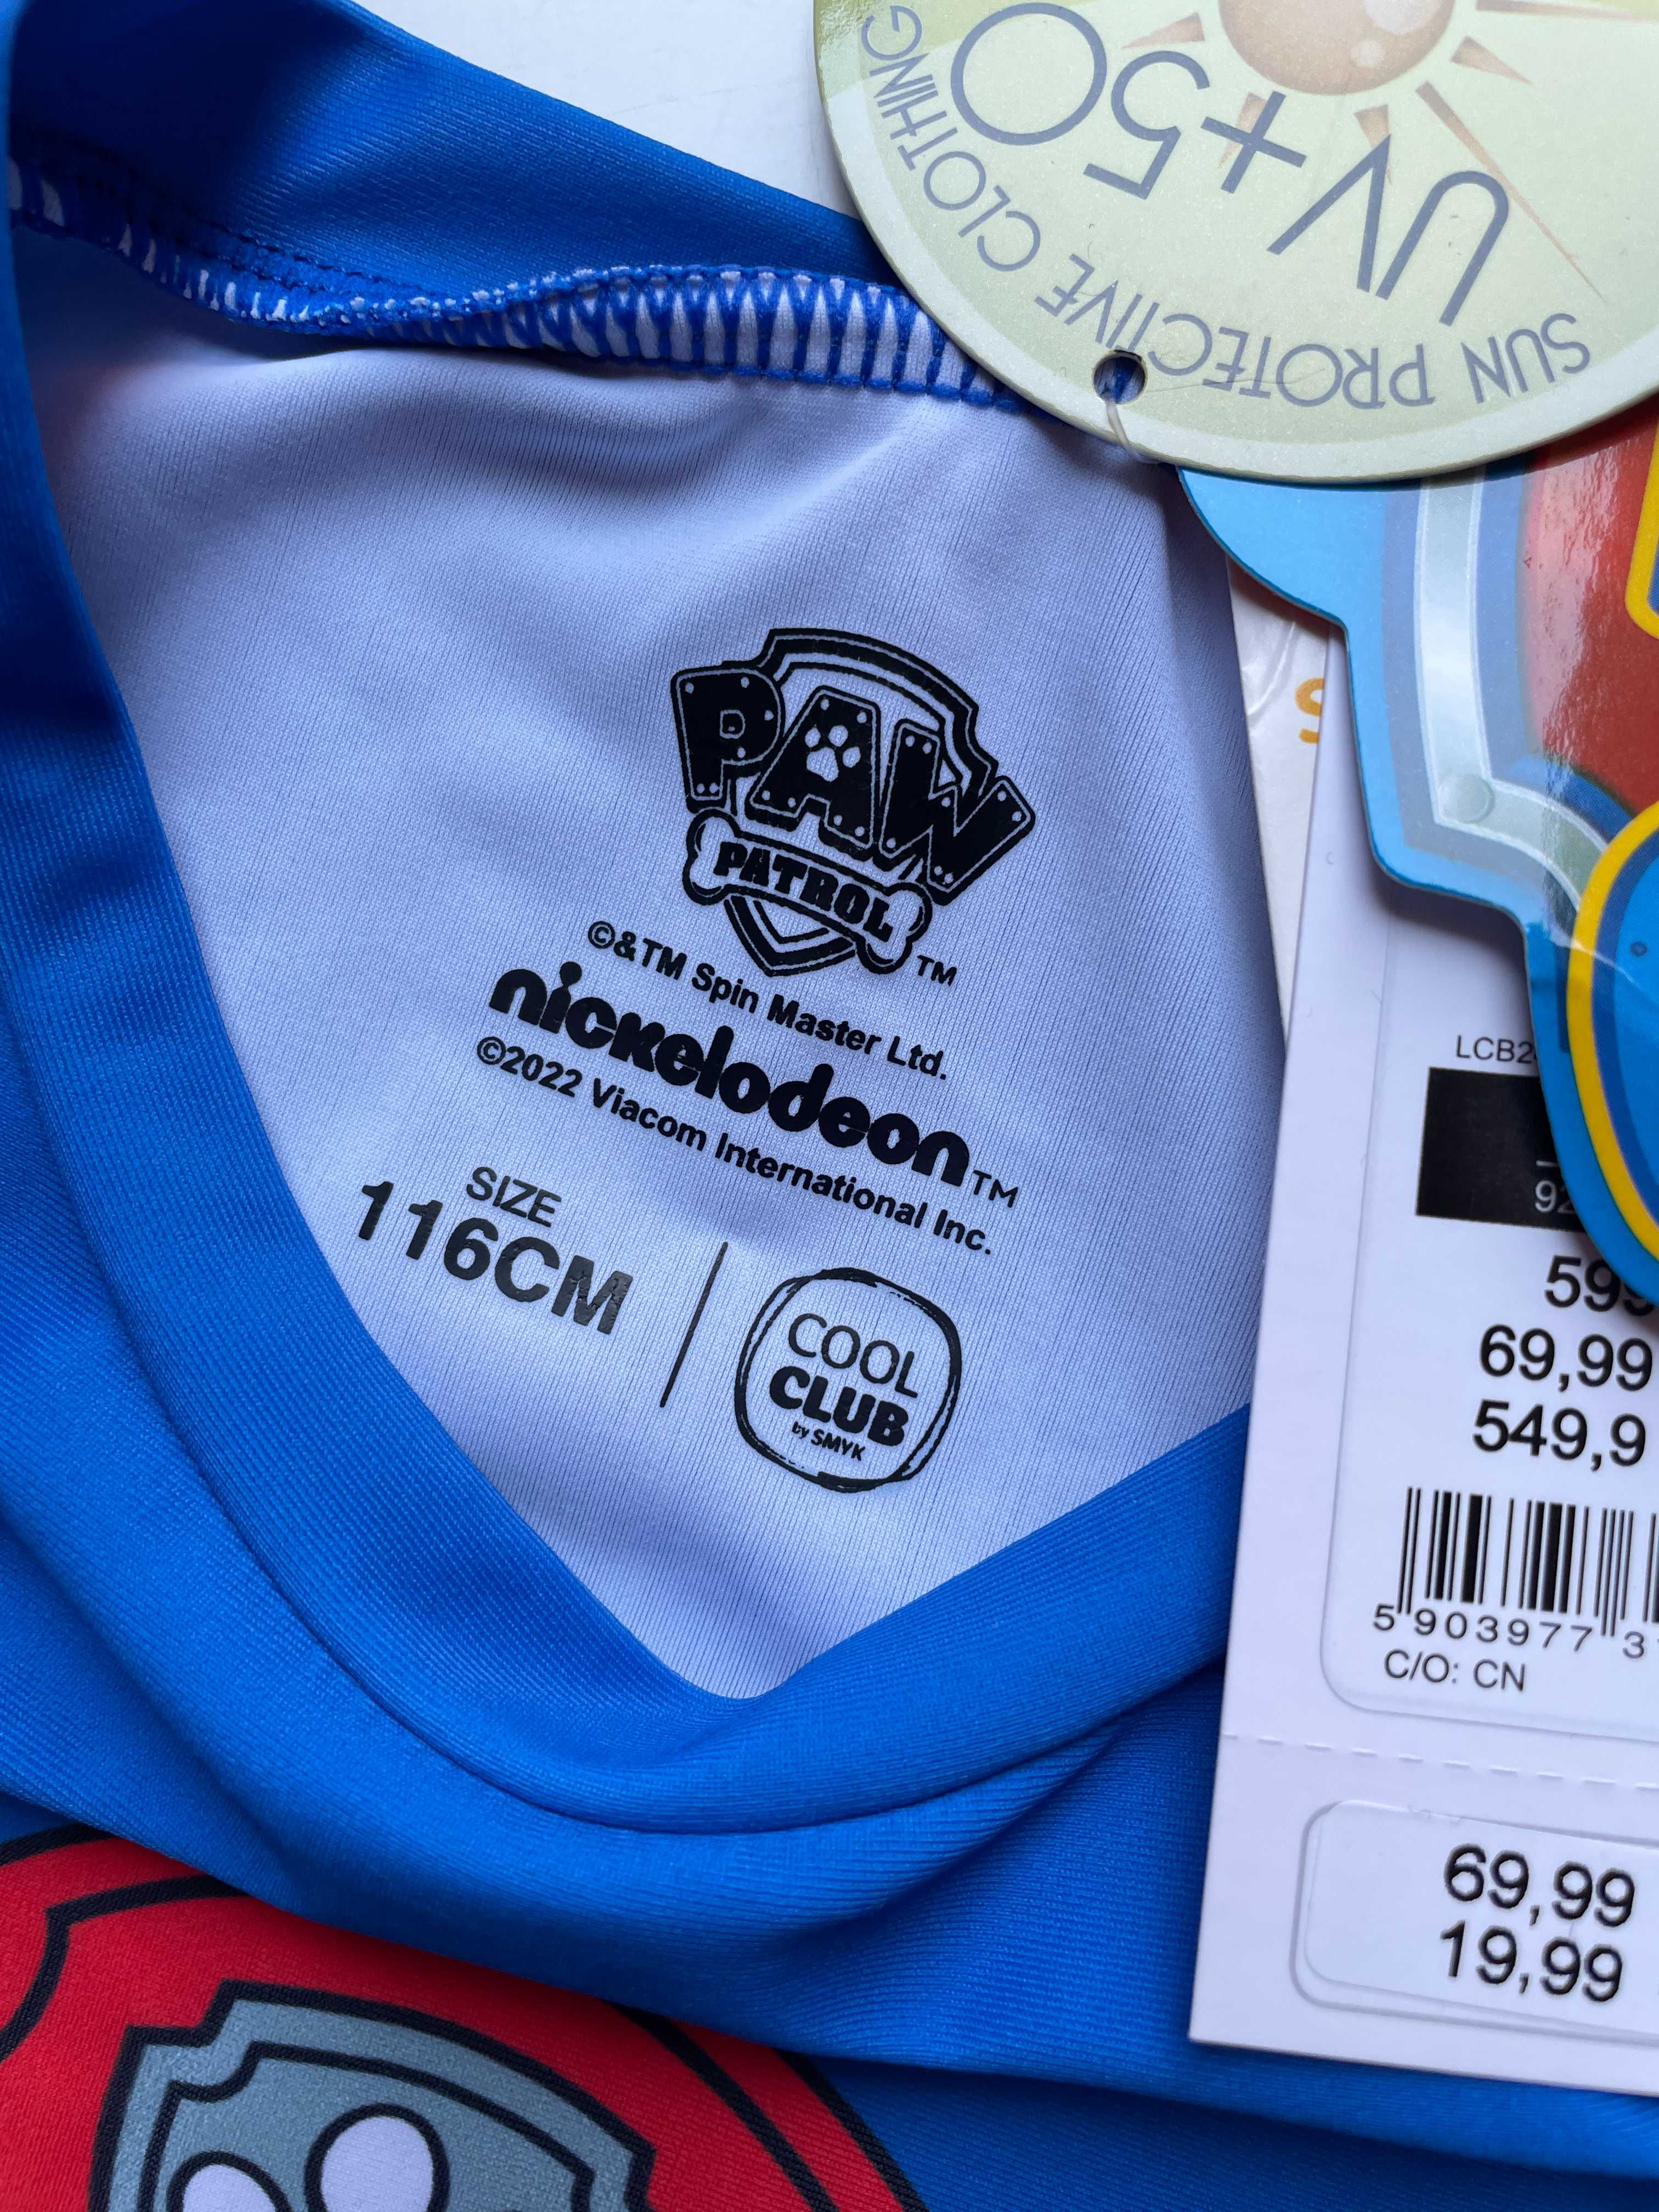 SUN PROTECTIVE CLOTHING
UV+50
PAW
PATROL
TM
©&TM Spin Master Ltd.
nickelodeon TM
©2022 Viacom International Inc.
SIZE
116CM
COOL
CLUB
by SMYK
LCB2
92
599
69,99
549,9
5 903977 3
C/O: CN
69,99
19,99